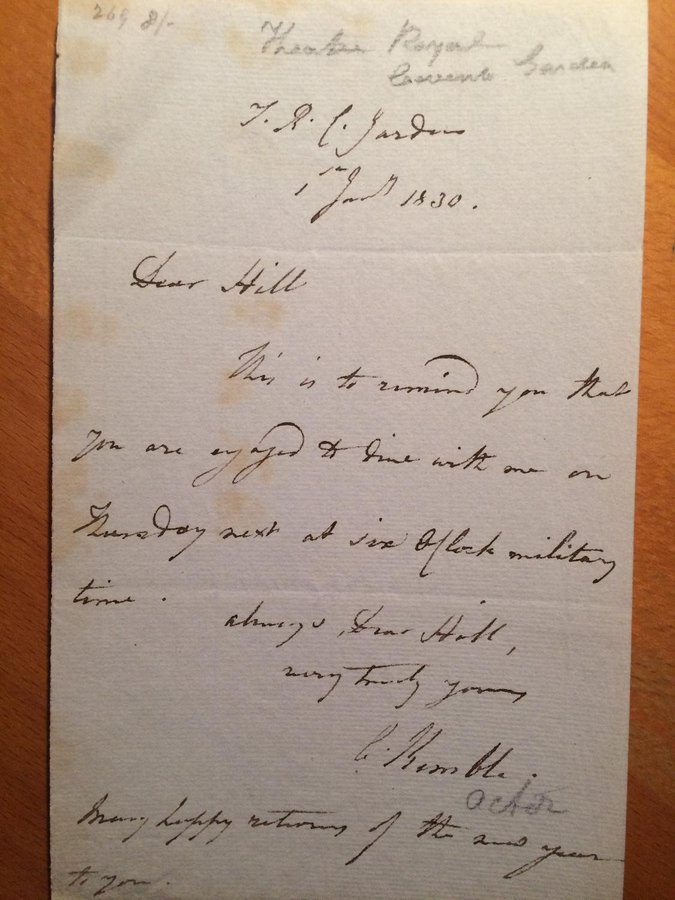 269 8/-
Theatre Royal
Covent Garden
T. R. C. Garden
1st Jany 1830.
Dear Hill
This is to remind you that
you are engaged to dine with me on
Thursday next at six O'Clock military
time.
always, Dear Hill,
very truly yours
C. Kemble.
actor
Many happy returns of the new year
to you.